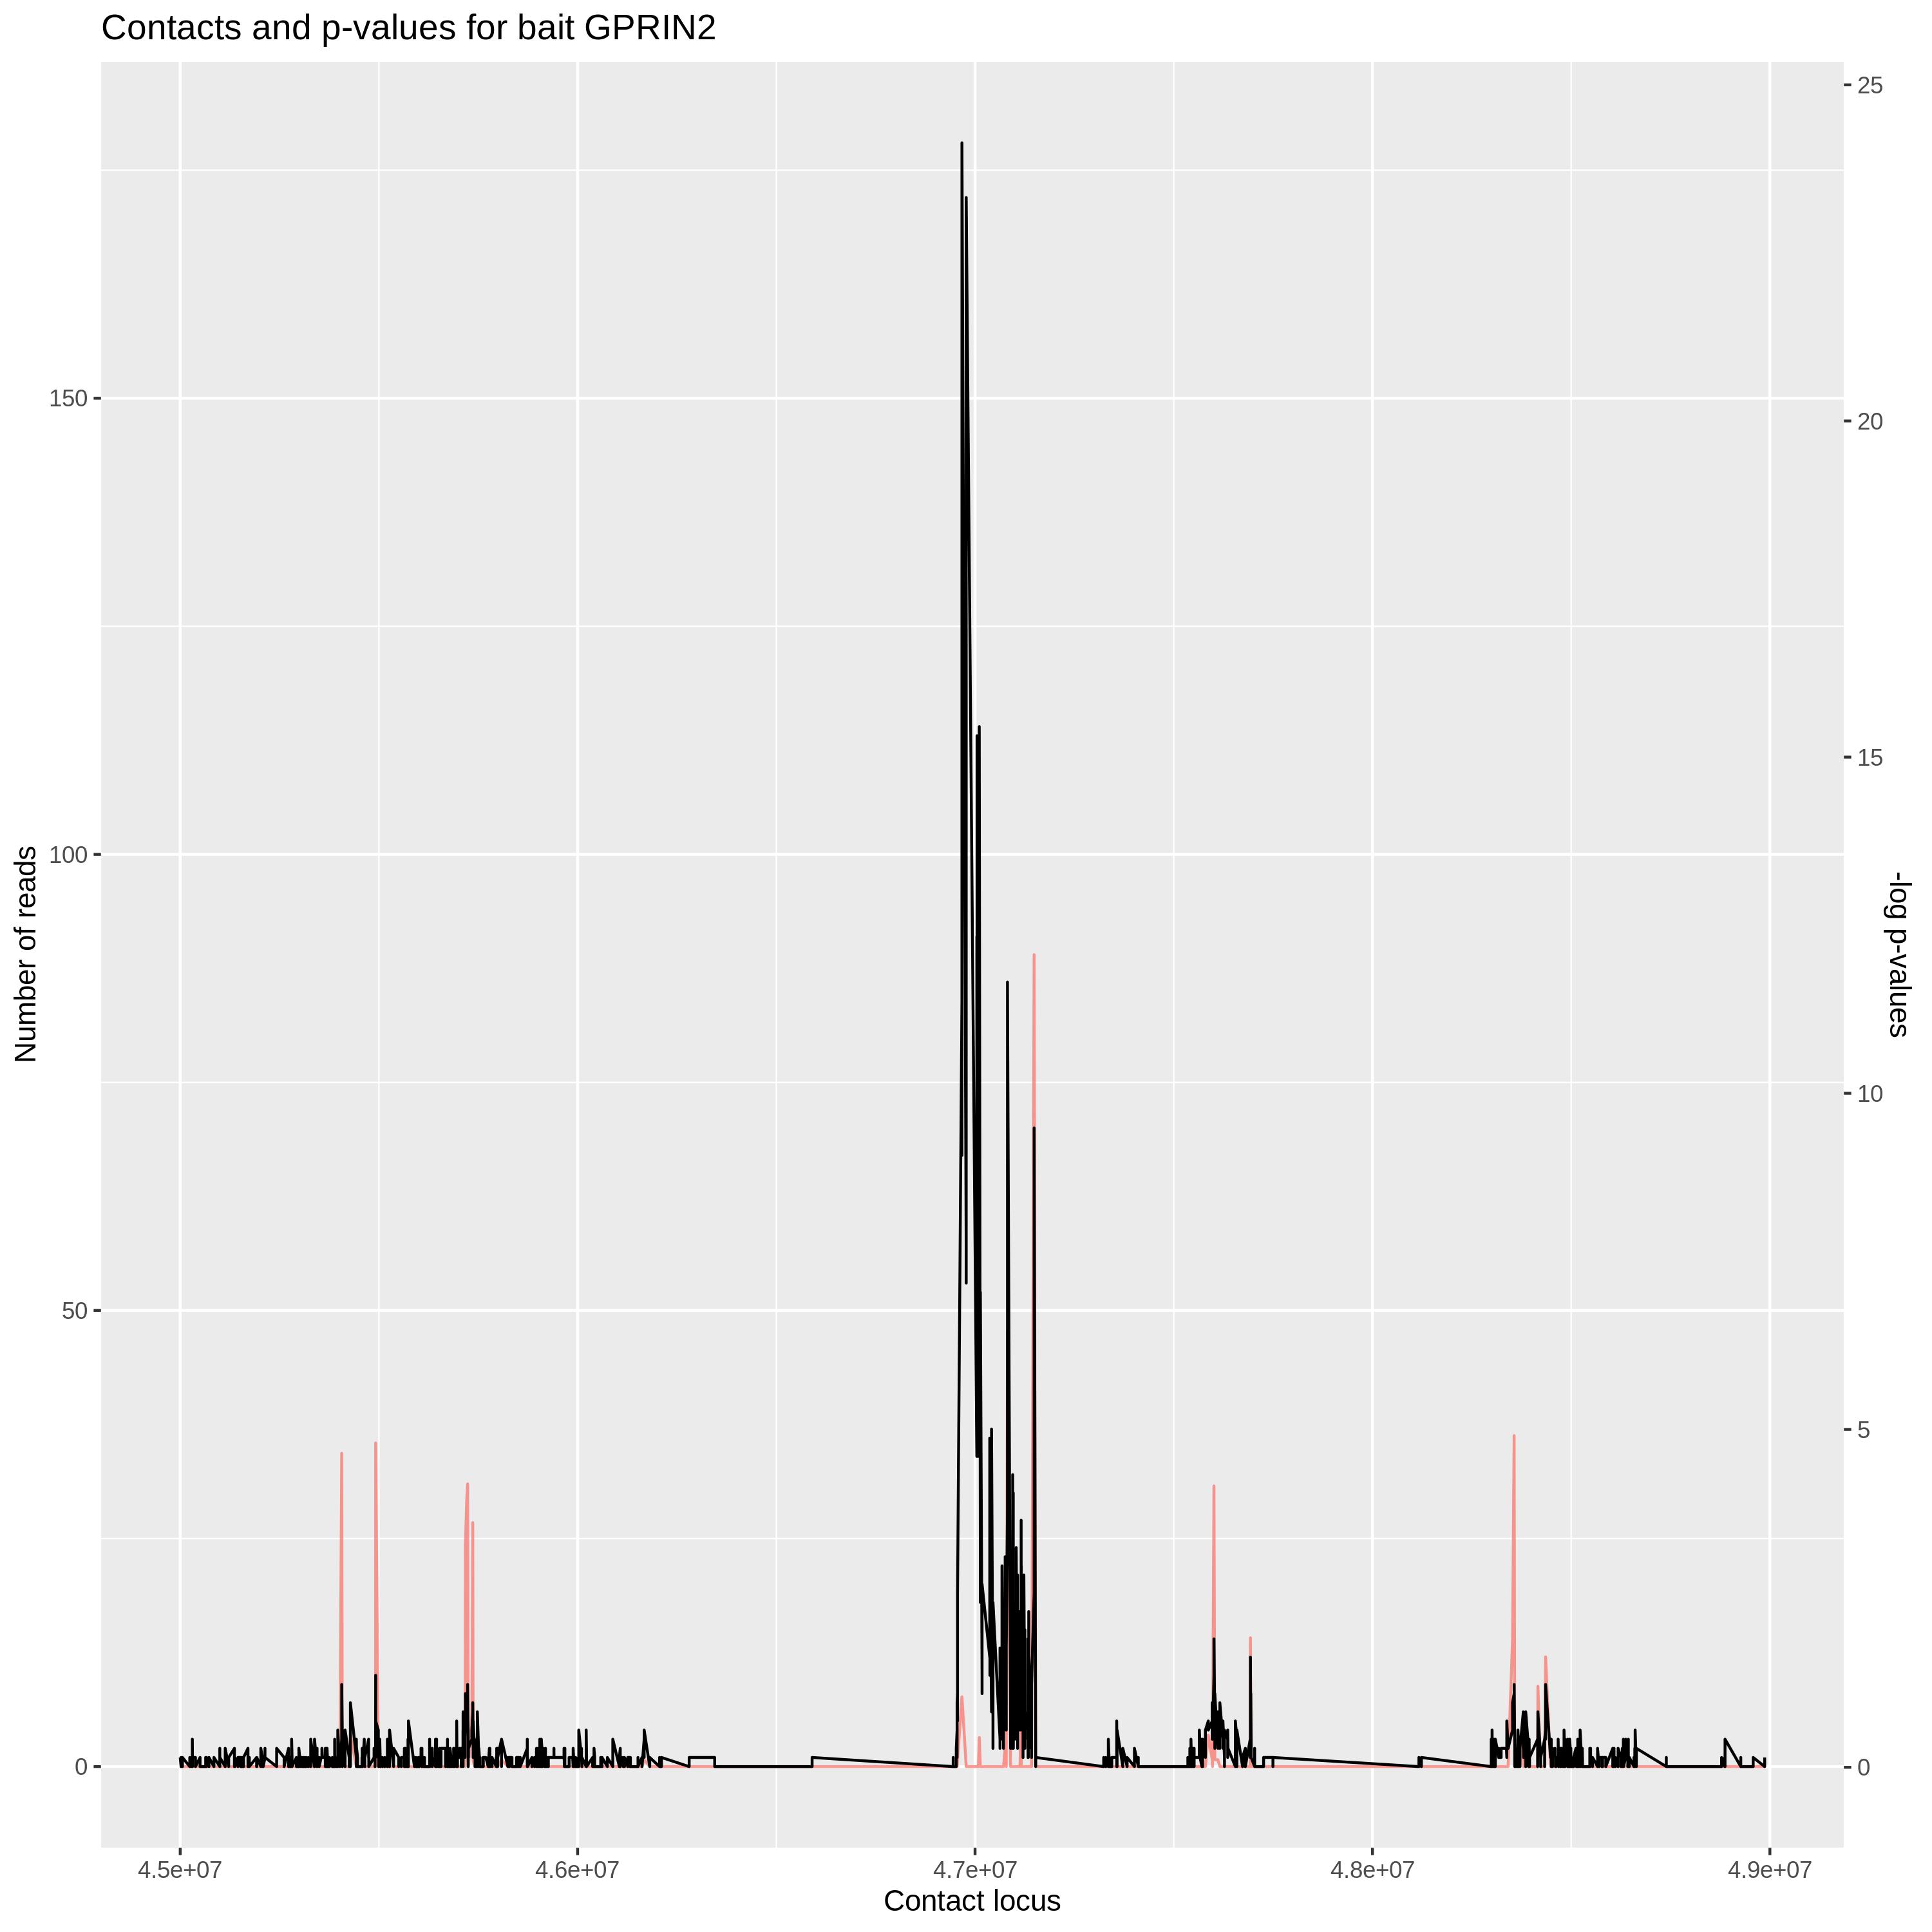 Contacts and p-values for bait GPRIN2
Number of reads
150
100
50
0
25
20
15
10
5
0
-log p-values
4.5e+07 4.6e+07 4.7e+07 4.8e+07 4.9e+07
Contact locus